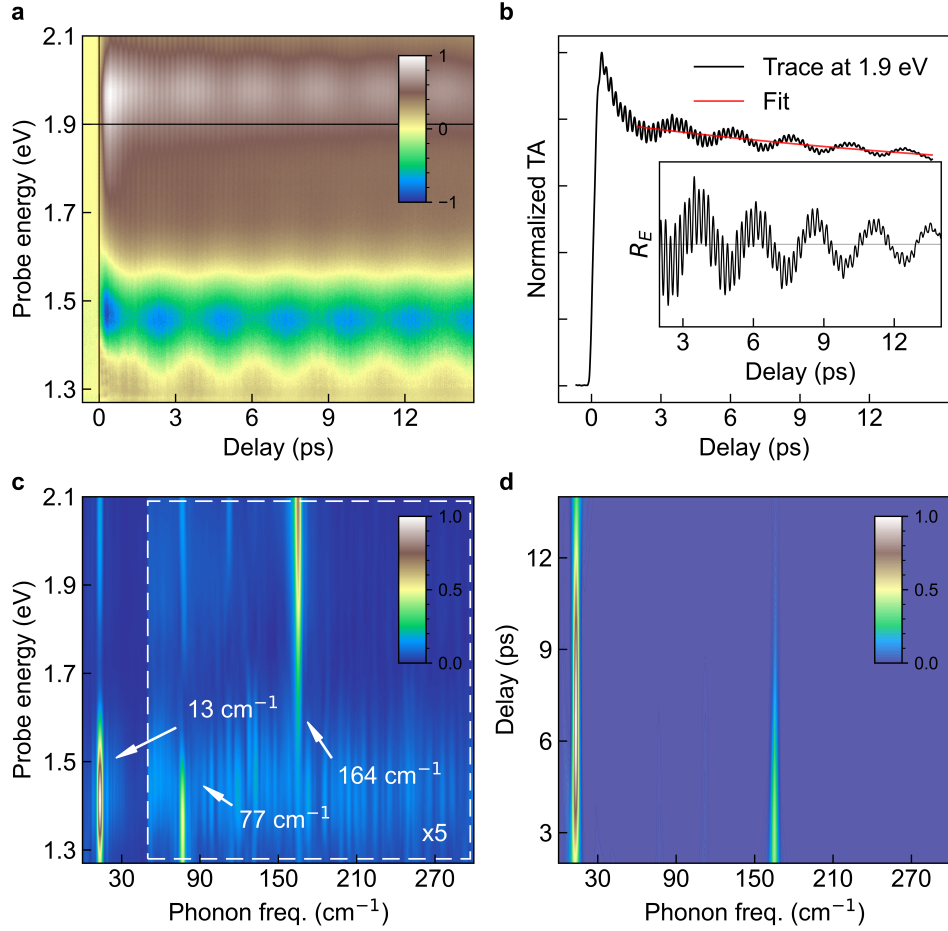 a
2.1
1.9
1.7
1.5
1.3
Probe energy (eV)
1
0
−1
0 3 6 9 12
Delay (ps)
b
Normalized TA
Trace at 1.9 eV
Fit
R_E
3 6 9 12
Delay (ps)
0 3 6 9 12
Delay (ps)
c
2.1
1.9
1.7
1.5
1.3
Probe energy (eV)
1.0
0.5
0.0
13 cm⁻¹
164 cm⁻¹
77 cm⁻¹
x5
30 90 150 210 270
Phonon freq. (cm⁻¹)
d
12
9
6
3
Delay (ps)
1.0
0.5
0.0
30 90 150 210 270
Phonon freq. (cm⁻¹)